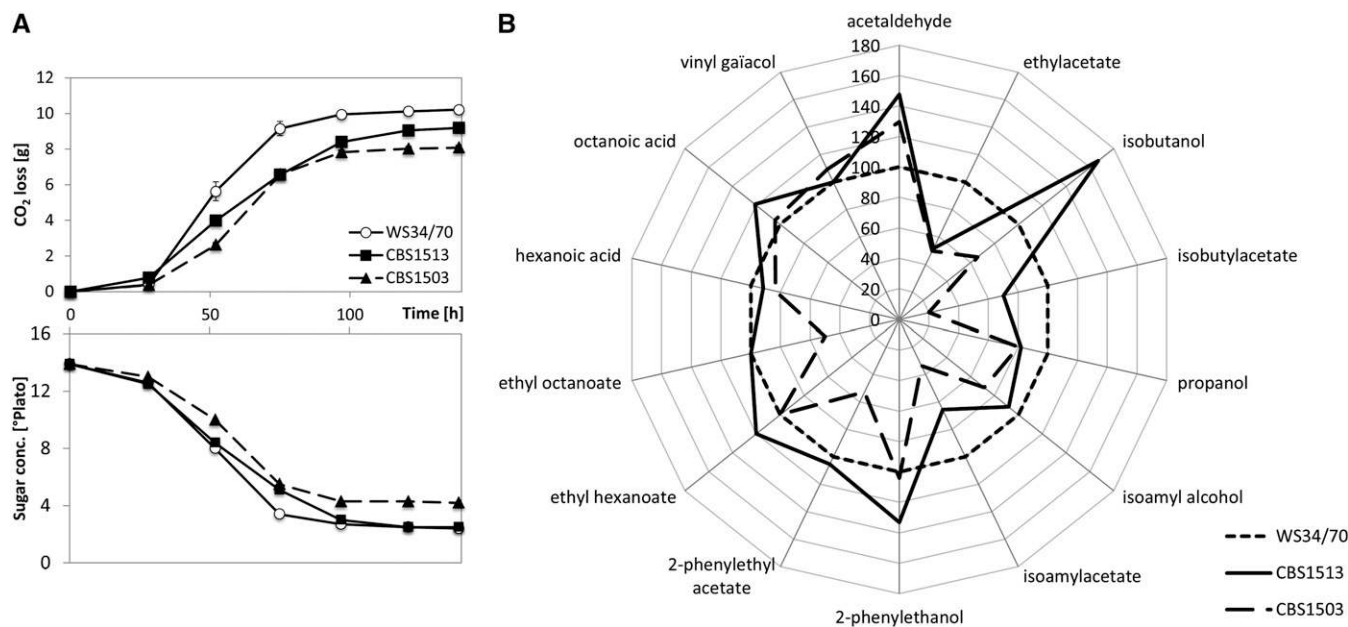 A
CO2 loss [g]
12
10
8
6
4
2
0
WS34/70
CBS1513
CBS1503
0
50
100
Time [h]
Sugar conc. [°Plato]
16
12
8
4
0
B
acetaldehyde
ethylacetate
isobutanol
isobutylacetate
propanol
isoamyl alcohol
isoamylacetate
2-phenylethanol
2-phenylethyl
acetate
ethyl hexanoate
ethyl octanoate
hexanoic acid
octanoic acid
vinyl gaïacol
180
160
140
120
100
80
60
40
20
0
WS34/70
CBS1513
CBS1503